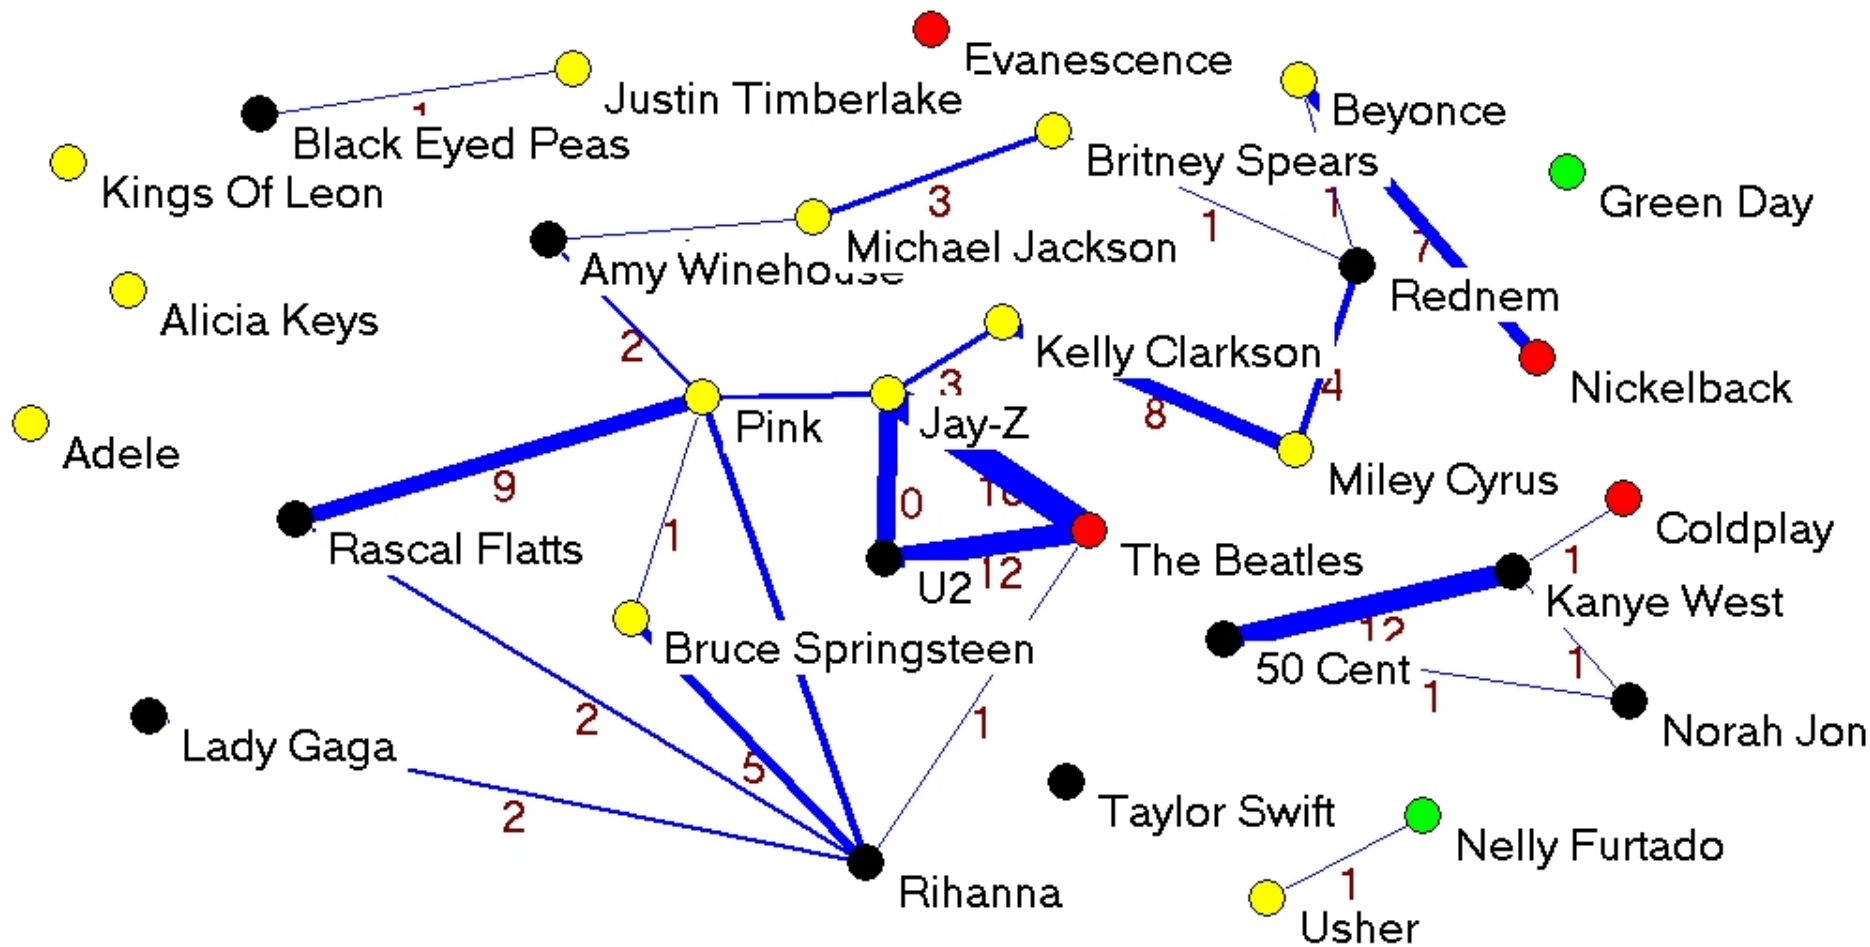 Evanescence
Justin Timberlake
Beyonce
1
Black Eyed Peas
Britney Spears
Kings Of Leon
3
1
1
Green Day
Michael Jackson
7
Amy Winehouse
Rednem
Alicia Keys
2
Kelly Clarkson
3
4
Nickelback
8
Pink
Jay-Z
Adele
Miley Cyrus
9
0
Coldplay
1
Rascal Flatts
1
The Beatles
U2
12
1
Kanye West
12
Bruce Springsteen
50 Cent
1
1
2
1
Norah Jon
Lady Gaga
5
2
Taylor Swift
Nelly Furtado
1
Rihanna
Usher